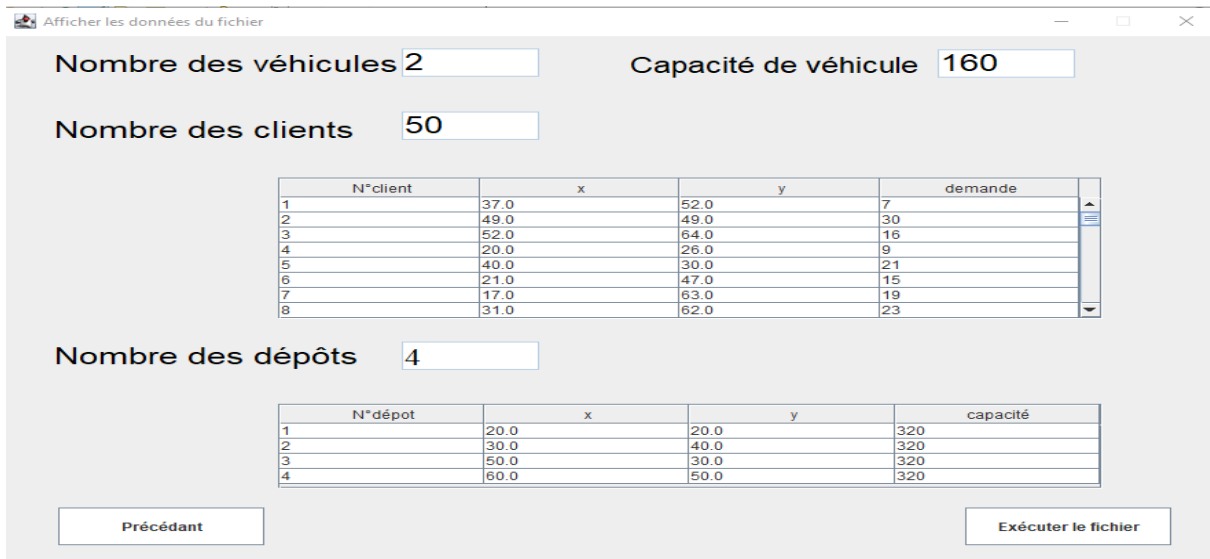 Afficher les données du fichier
Nombre des véhicules 2 Capacité de véhicule 160
Nombre des clients 50
N°client x y demande
1 37.0 52.0 7
2 49.0 49.0 30
3 52.0 64.0 16
4 20.0 26.0 9
5 40.0 30.0 21
6 21.0 47.0 15
7 17.0 63.0 19
8 31.0 62.0 23
Nombre des dépôts 4
N°dépot x y capacité
1 20.0 20.0 320
2 30.0 40.0 320
3 50.0 30.0 320
4 60.0 50.0 320
Précédant Exécuter le fichier